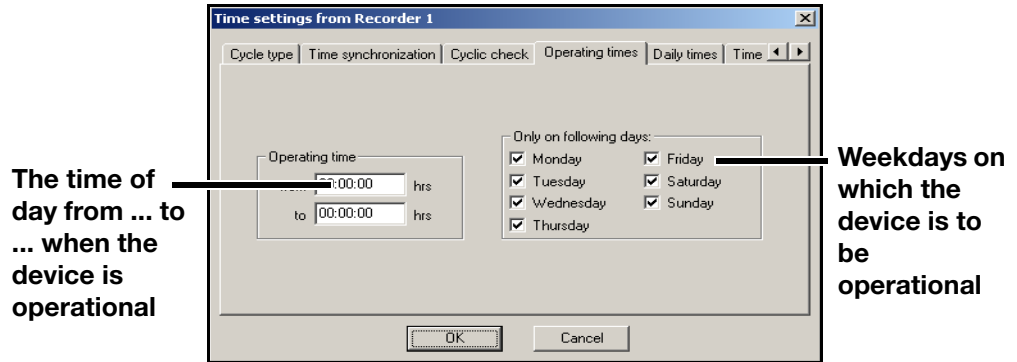 Time settings from Recorder 1
Cycle type
Time synchronization
Cyclic check
Operating times
Daily times
Time
Operating time
00:00:00 hrs
to 00:00:00 hrs
Only on following days:
Monday
Tuesday
Wednesday
Thursday
Friday
Saturday
Sunday
OK
Cancel
The time of
day from ... to
... when the
device is
operational
Weekdays on
which the
device is to
be
operational